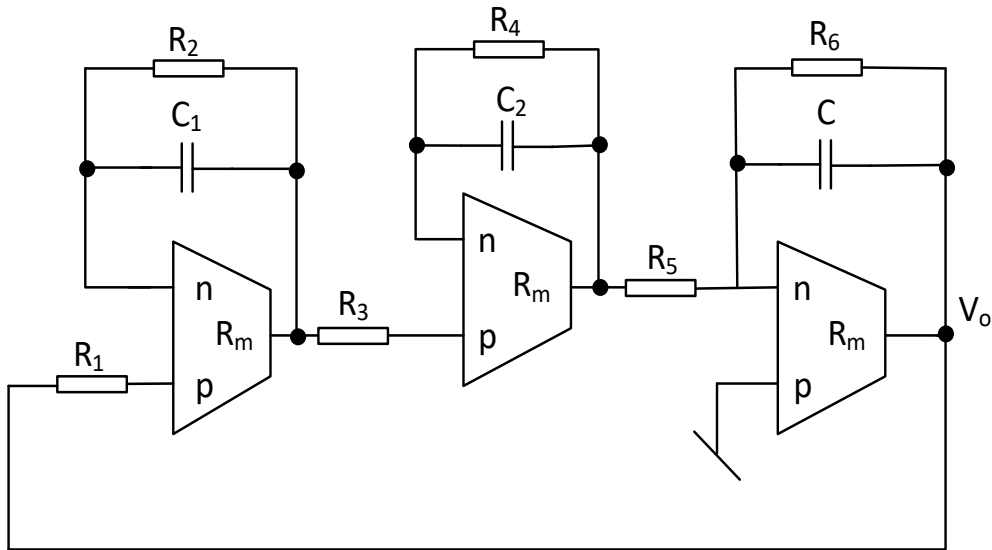 R₂
C₁
n
p
Rₘ
R₁
R₃
R₄
C₂
n
p
Rₘ
R₅
R₆
C
n
p
Rₘ
Vₒ